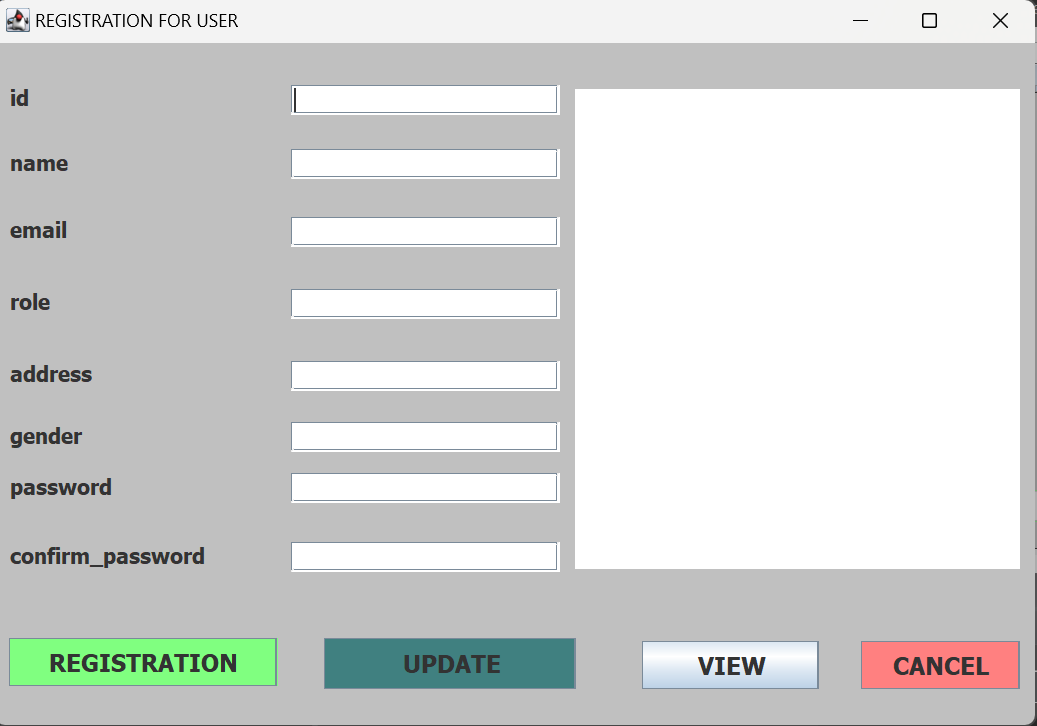 REGISTRATION FOR USER
id
name
email
role
address
gender
password
confirm_password
REGISTRATION
UPDATE
VIEW
CANCEL